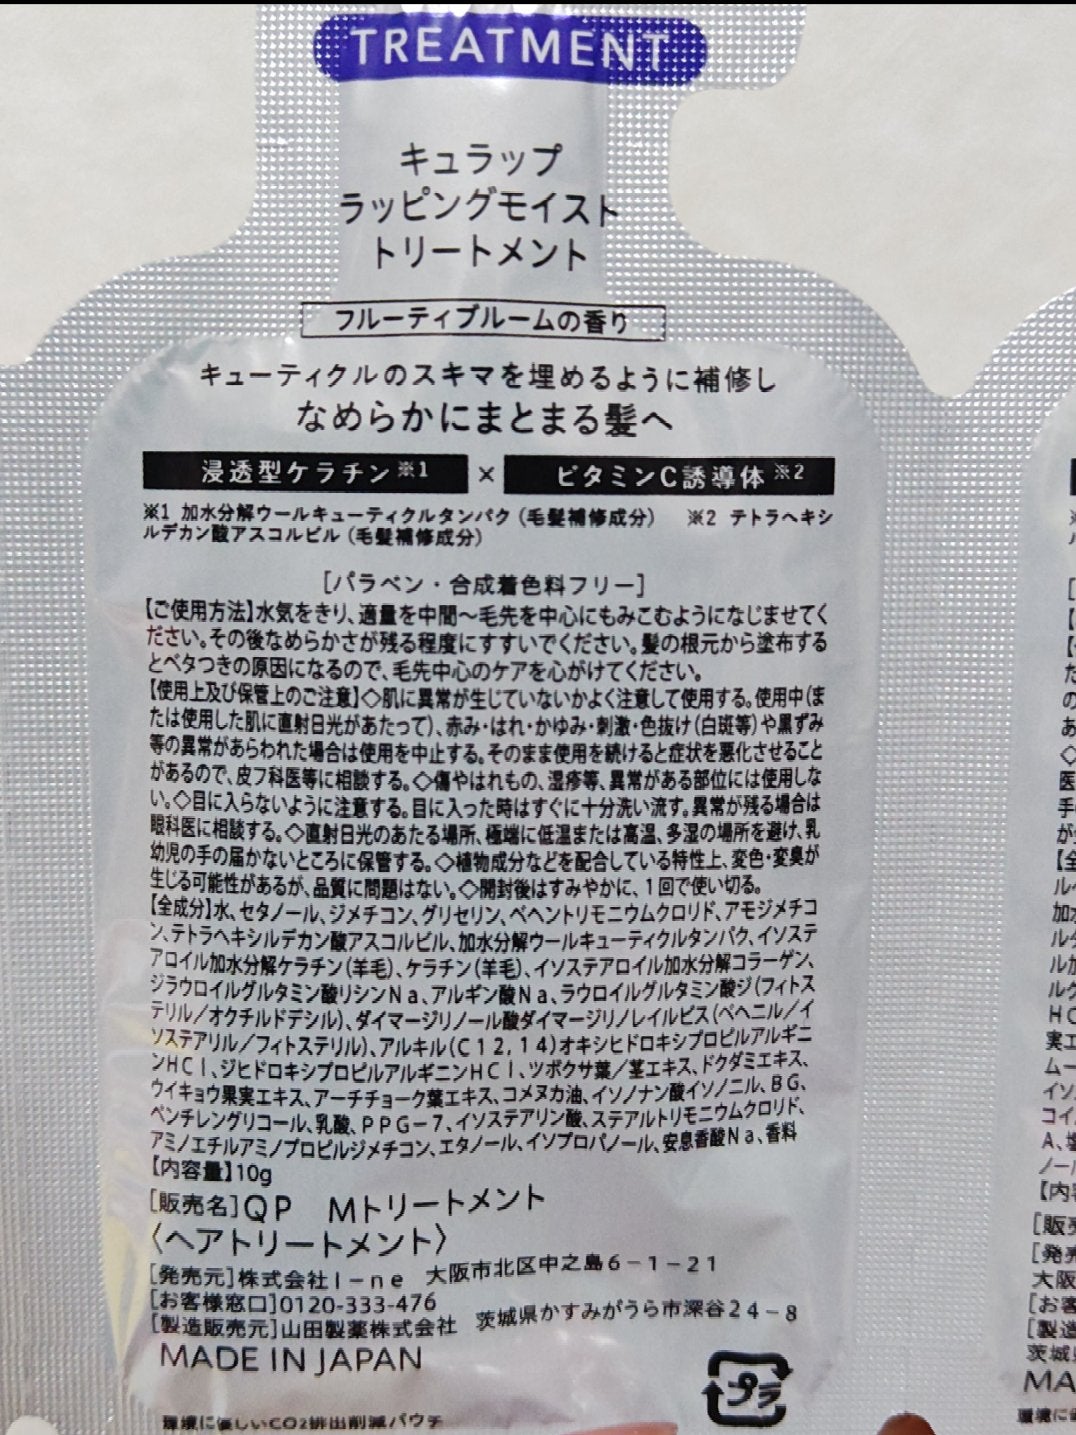 TREATMENT
キュラップ
ラッピングモイスト
トリートメント
フルーティブルームの香り
キューティクルのスキマを埋めるように補修し
なめらかにまとまる髪へ
浸透型ケラチン※1 × ビタミンC誘導体※2
※1 加水分解ウールキューティクルタンパク（毛髪補修成分） ※2 テトラヘキシ
ルデカン酸アスコルビル（毛髪補修成分）
［パラベン・合成着色料フリー］
【ご使用方法】水気をきり、適量を中間～毛先を中心にもみこむようになじませてく
ださい。その後なめらかさが残る程度にすすいでください。髪の根元から塗布する
とベタつきの原因になるので、毛先中心のケアを心がけてください。
【使用上及び保管上のご注意】◇肌に異常が生じていないかよく注意して使用する。使用中（ま
たは使用した肌に直射日光があたって）、赤み・はれ・かゆみ・刺激・色抜け（白斑等）や黒ずみ
等の異常があらわれた場合は使用を中止する。そのまま使用を続けると症状を悪化させること
があるので、皮フ科医等に相談する。◇傷やはれもの、湿疹等、異常がある部位には使用しな
い。◇目に入らないように注意する。目に入った時はすぐに十分洗い流す。異常が残る場合は
眼科医に相談する。◇直射日光のあたる場所、極端に低温または高温、多湿の場所を避け、乳
幼児の手の届かないところに保管する。◇植物成分などを配合している特性上、変色・変臭が
生じる可能性があるが、品質に問題はない。◇開封後はすみやかに、1回で使い切る。
【全成分】水、セタノール、ジメチコン、グリセリン、ベヘントリモニウムクロリド、アモジメチコ
ン、テトラヘキシルデカン酸アスコルビル、加水分解ウールキューティクルタンパク、イソステ
アロイル加水分解ケラチン（羊毛）、ケラチン（羊毛）、イソステアロイル加水分解コラーゲン、
ジラウロイルグルタミン酸リシンＮａ、アルギン酸Ｎａ、ラウロイルグルタミン酸ジ（フィトス
テリル／オクチルドデシル）、ダイマージリノール酸ダイマージリノレイルビス（ベヘニル／イ
ソステアリル／フィトステリル）、アルキル（Ｃ１２，１４）オキシヒドロキシプロピルアルギニ
ンＨＣｌ、ジヒドロキシプロピルアルギニンＨＣｌ、ツボクサ葉／茎エキス、ドクダミエキス、
ウイキョウ果実エキス、アーチチョーク葉エキス、コメヌカ油、イソノナン酸イソノニル、ＢＧ、
ペンチレングリコール、乳酸、ＰＰＧ－７、イソステアリン酸、ステアルトリモニウムクロリド、
アミノエチルアミノプロピルジメチコン、エタノール、イソプロパノール、安息香酸Ｎａ、香料
【内容量】10g
［販売名］ＱＰ　Ｍトリートメント
〈ヘアトリートメント〉
［発売元］株式会社Ｉ－ｎｅ　大阪市北区中之島６－１－２１
［お客様窓口］0120-333-476
［製造販売元］山田製薬株式会社　茨城県かすみがうら市深谷２４－８
MADE IN JAPAN
プラ
環境に優しいCO2排出削減パウチ